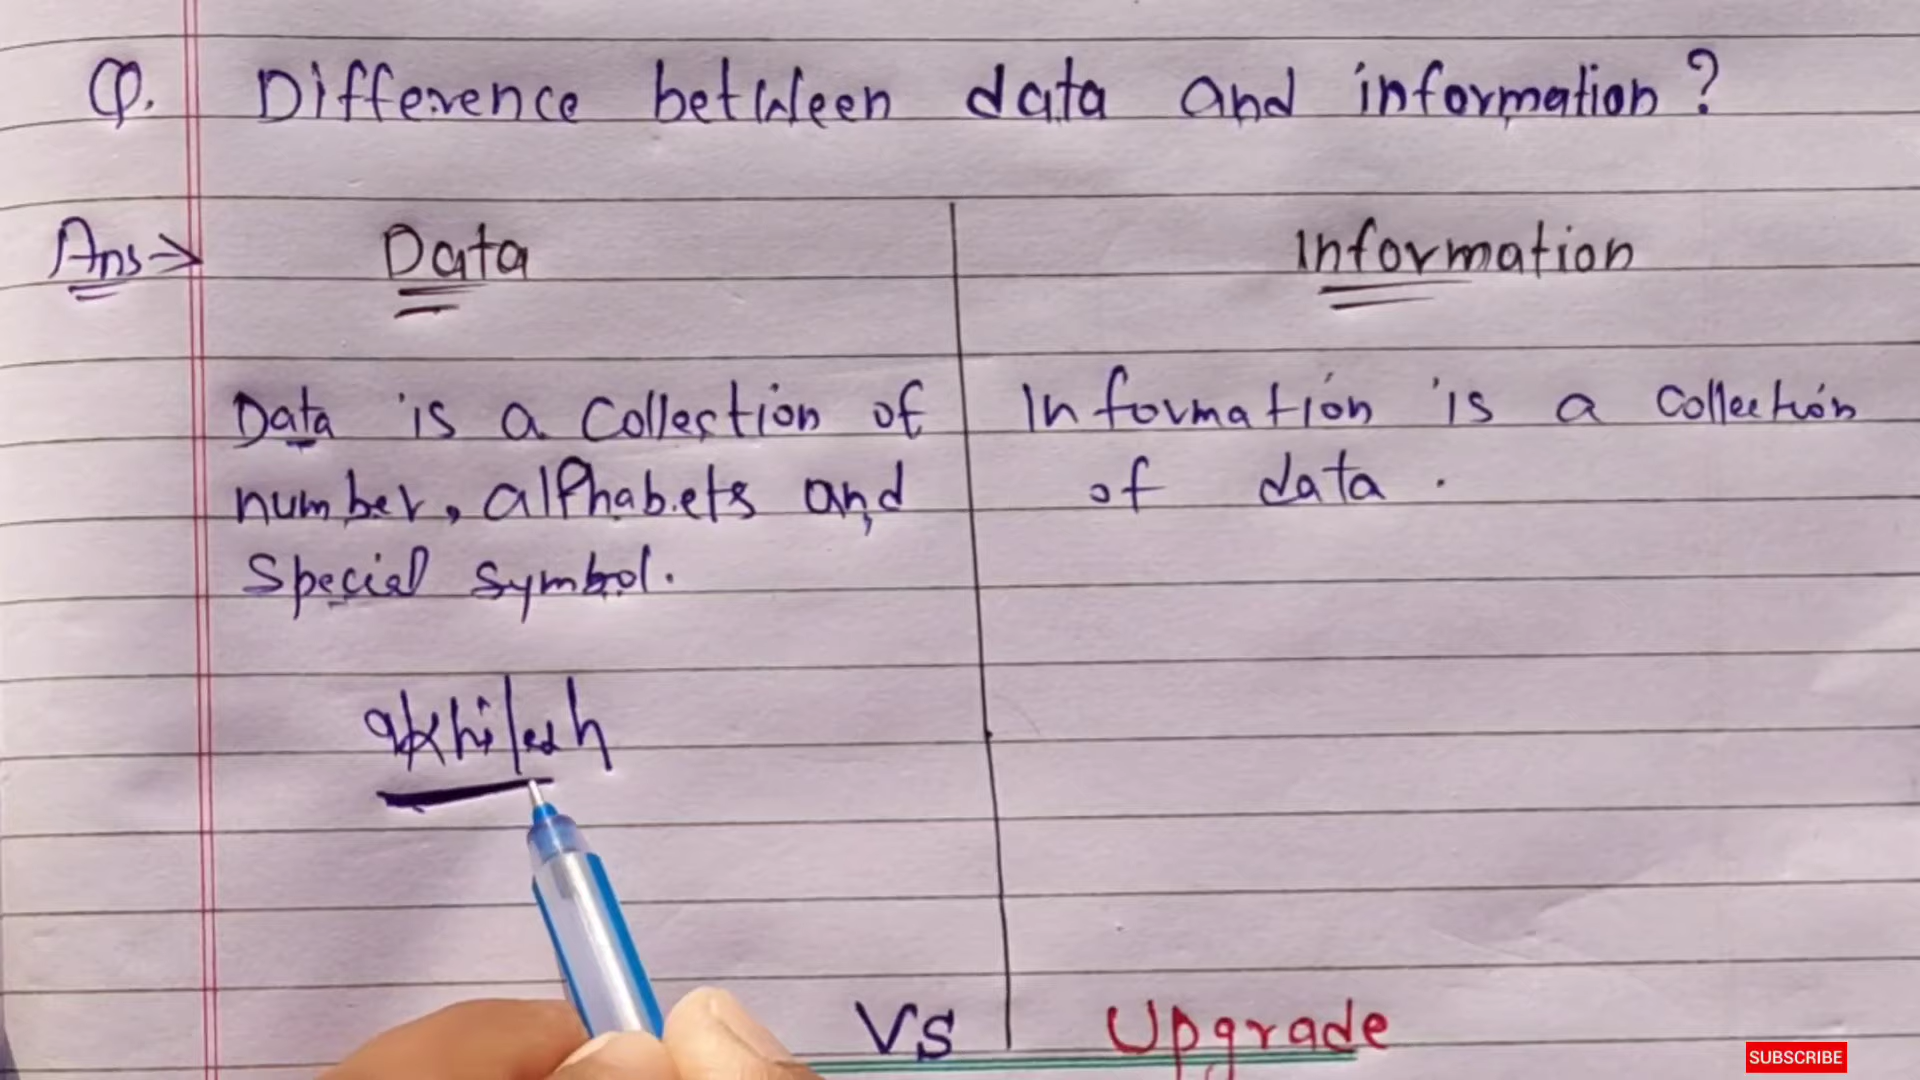 Q. Difference between data and information?
Ans→ Data
Information
Data is a Collection of
number, alphabets and
Special Symbol.
Information is a Collection
of data.
akhilesh
VS Upgrade
SUBSCRIBE